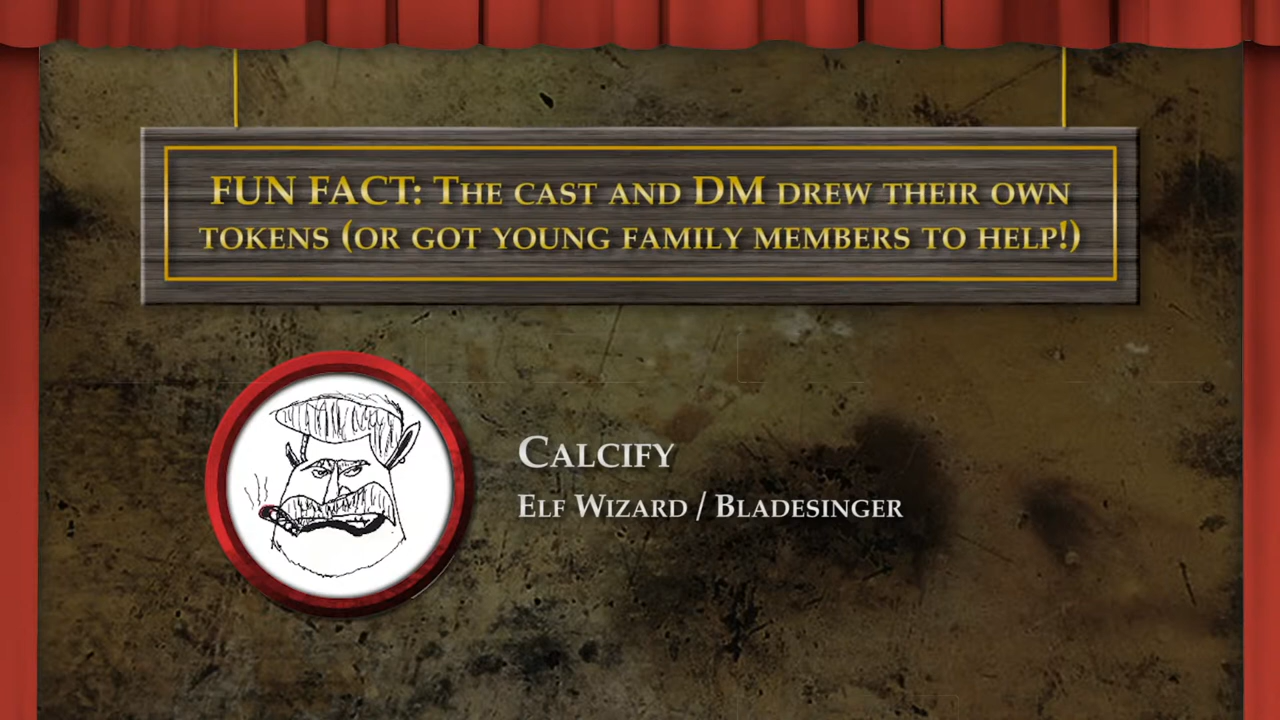 FUN FACT: The cast and DM drew their own
tokens (or got young family members to help!)
Calcify
Elf Wizard / Bladesinger